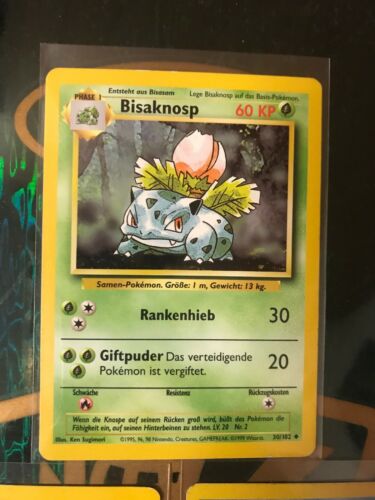 Entsteht aus Bisasam
Lege Bisaknosp auf das Basis-Pokémon.
PHASE 1
Bisaknosp 60 KP
Samen-Pokémon. Größe: 1 m, Gewicht: 13 kg.
Rankenhieb 30
Giftpuder Das verteidigende
Pokémon ist vergiftet. 20
Schwäche Resistenz Rückzugskosten
Wenn die Knospe auf seinem Rücken groß wird, büßt das Pokémon die
Fähigkeit ein, auf seinen Hinterbeinen zu stehen. LV. 20 No. 2
Illus. Ken Sugimori ©1995, 96, 98 Nintendo, Creatures, GAMEFREAK. ©1999 Wizards. 30/102